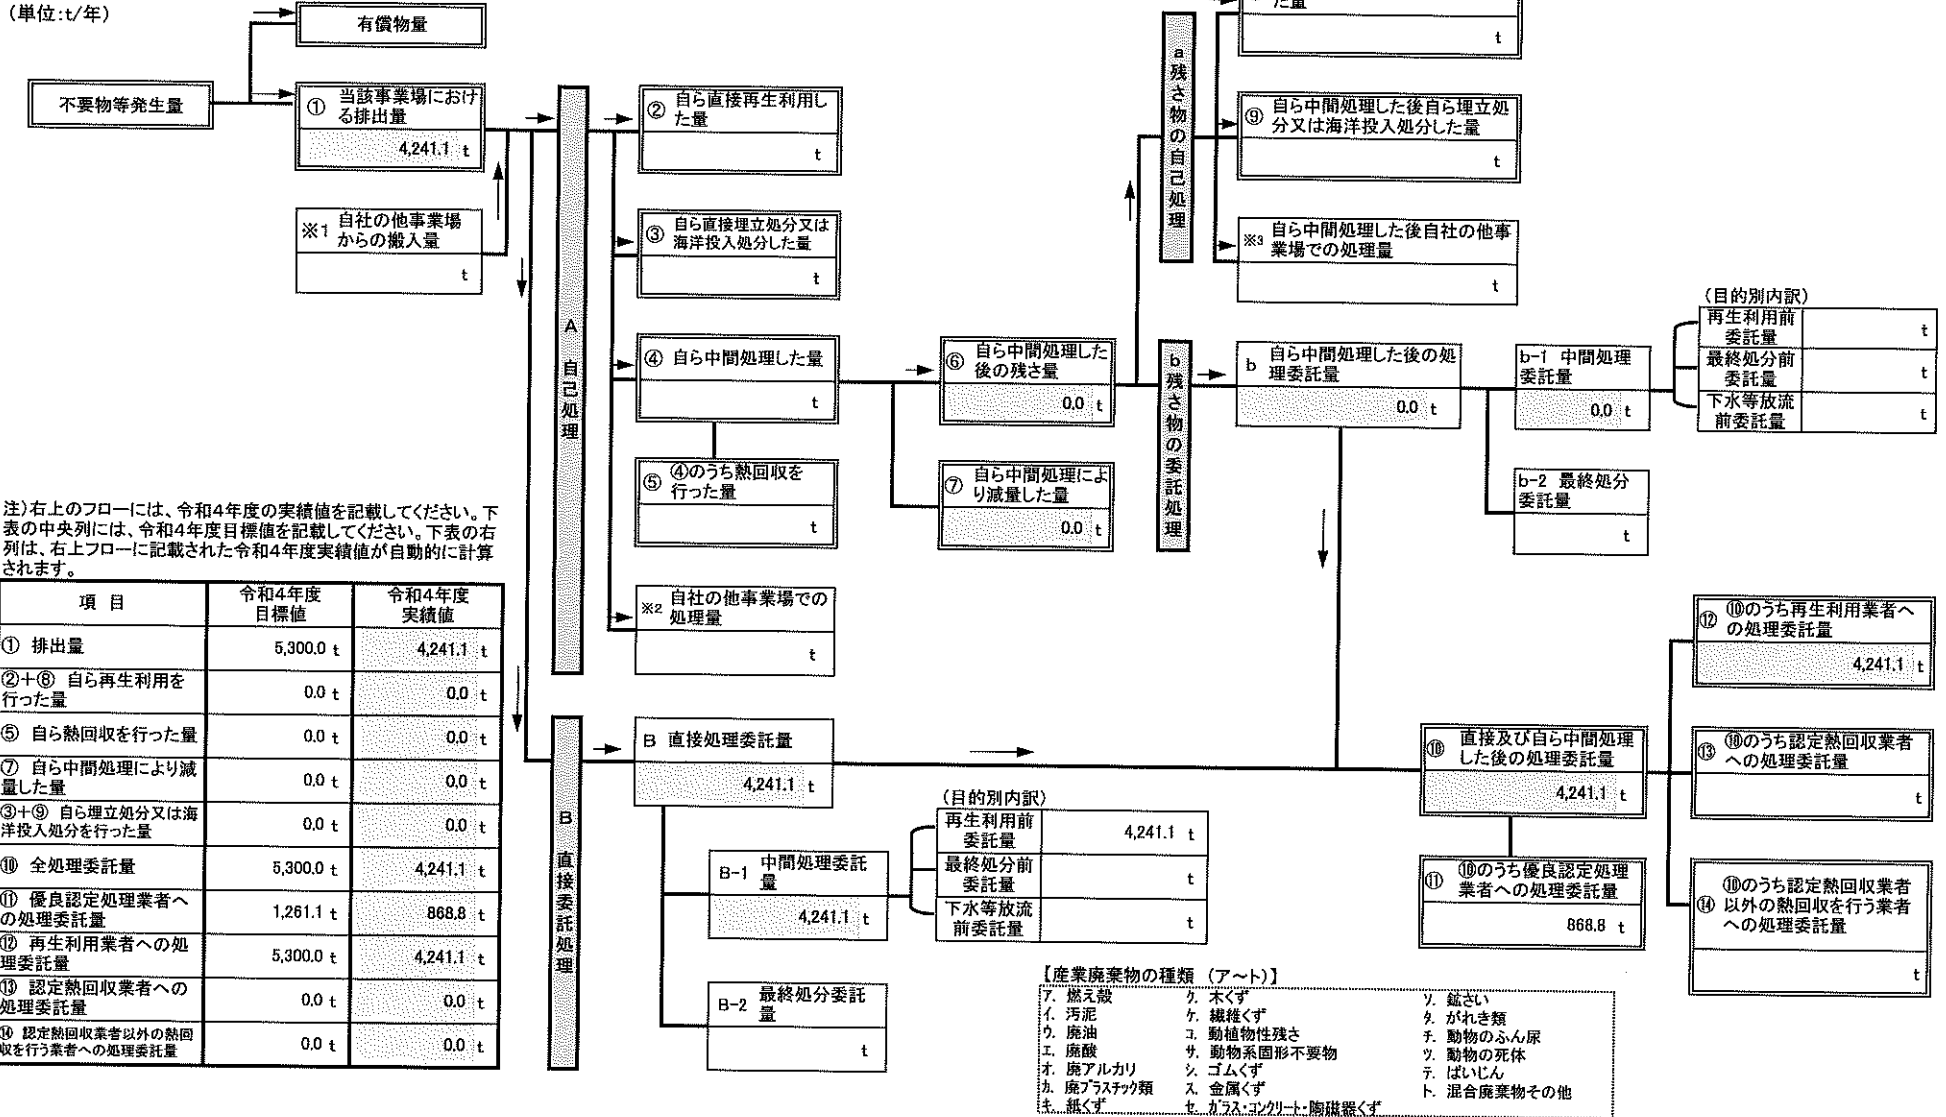 (単位:t/年)
有償物量
不要物等発生量
① 当該事業場におけ
る排出量
4,241.1 t
※1 自社の他事業場
からの搬入量
t
A 自己処理
② 自ら直接再生利用し
た量
t
③ 自ら直接埋立処分又は
海洋投入処分した量
t
④ 自ら中間処理した量
t
⑤ ④のうち熱回収を
行った量
t
※2 自社の他事業場での
処理量
t
⑥ 自ら中間処理した
後の残さ量
0.0 t
⑦ 自ら中間処理によ
り減量した量
0.0 t
a 残さ物の自己処理
た量
t
⑨ 自ら中間処理した後自ら埋立処
分又は海洋投入処分した量
t
※3 自ら中間処理した後自社の他事
業場での処理量
t
b 残さ物の委託処理
b 自ら中間処理した後の処
理委託量
0.0 t
b-1 中間処理
委託量
0.0 t
(目的別内訳)
再生利用前
委託量 t
最終処分前
委託量 t
下水等放流
前委託量 t
b-2 最終処分
委託量
t
注)右上のフローには、令和4年度の実績値を記載してください。下
表の中央列には、令和4年度目標値を記載してください。下表の右
列は、右上フローに記載された令和4年度実績値が自動的に計算
されます。
項 目 令和4年度 令和4年度
目標値 実績値
① 排出量 5,300.0 t 4,241.1 t
②+⑧ 自ら再生利用を
行った量 0.0 t 0.0 t
⑤ 自ら熱回収を行った量 0.0 t 0.0 t
⑦ 自ら中間処理により減
量した量 0.0 t 0.0 t
③+⑨ 自ら埋立処分又は海
洋投入処分を行った量 0.0 t 0.0 t
⑩ 全処理委託量 5,300.0 t 4,241.1 t
⑪ 優良認定処理業者へ
の処理委託量 1,261.1 t 868.8 t
⑫ 再生利用業者への処
理委託量 5,300.0 t 4,241.1 t
⑬ 認定熱回収業者への
処理委託量 0.0 t 0.0 t
⑭ 認定熱回収業者以外の熱回
収を行う業者への処理委託量 0.0 t 0.0 t
B 直接委託処理
B 直接処理委託量
4,241.1 t
B-1 中間処理委託
量
4,241.1 t
(目的別内訳)
再生利用前
委託量 4,241.1 t
最終処分前
委託量 t
下水等放流
前委託量 t
B-2 最終処分委託
量
t
⑩ 直接及び自ら中間処理
した後の処理委託量
4,241.1 t
⑪ ⑩のうち優良認定処理
業者への処理委託量
868.8 t
⑫ ⑩のうち再生利用業者へ
の処理委託量
4,241.1 t
⑬ ⑩のうち認定熱回収業者
への処理委託量
t
⑭ ⑩のうち認定熱回収業者
以外の熱回収を行う業者
への処理委託量
t
【産業廃棄物の種類 (ア~ト)】
ア. 燃え殻
イ. 汚泥
ウ. 廃油
エ. 廃酸
オ. 廃アルカリ
カ. 廃プラスチック類
キ. 紙くず
ク. 木くず
ケ. 繊維くず
コ. 動植物性残さ
サ. 動物系固形不要物
シ. ゴムくず
ス. 金属くず
セ. ガラス・コンクリート・陶磁器くず
ソ. 鉱さい
タ. がれき類
チ. 動物のふん尿
ツ. 動物の死体
テ. ばいじん
ト. 混合廃棄物その他